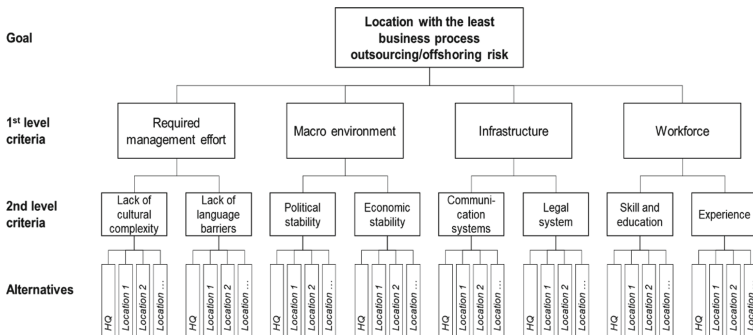 Goal
Location with the least
business process
outsourcing/offshoring risk
1st level
criteria
Required
management effort
Macro environment
Infrastructure
Workforce
2nd level
criteria
Lack of
cultural
complexity
Lack of
language
barriers
Political
stability
Economic
stability
Communi-
cation
systems
Legal
system
Skill and
education
Experience
Alternatives
HQ
Location 1
Location 2
Location ...
HQ
Location 1
Location 2
Location ...
HQ
Location 1
Location 2
Location ...
HQ
Location 1
Location 2
Location ...
HQ
Location 1
Location 2
Location ...
HQ
Location 1
Location 2
Location ...
HQ
Location 1
Location 2
Location ...
HQ
Location 1
Location 2
Location ...